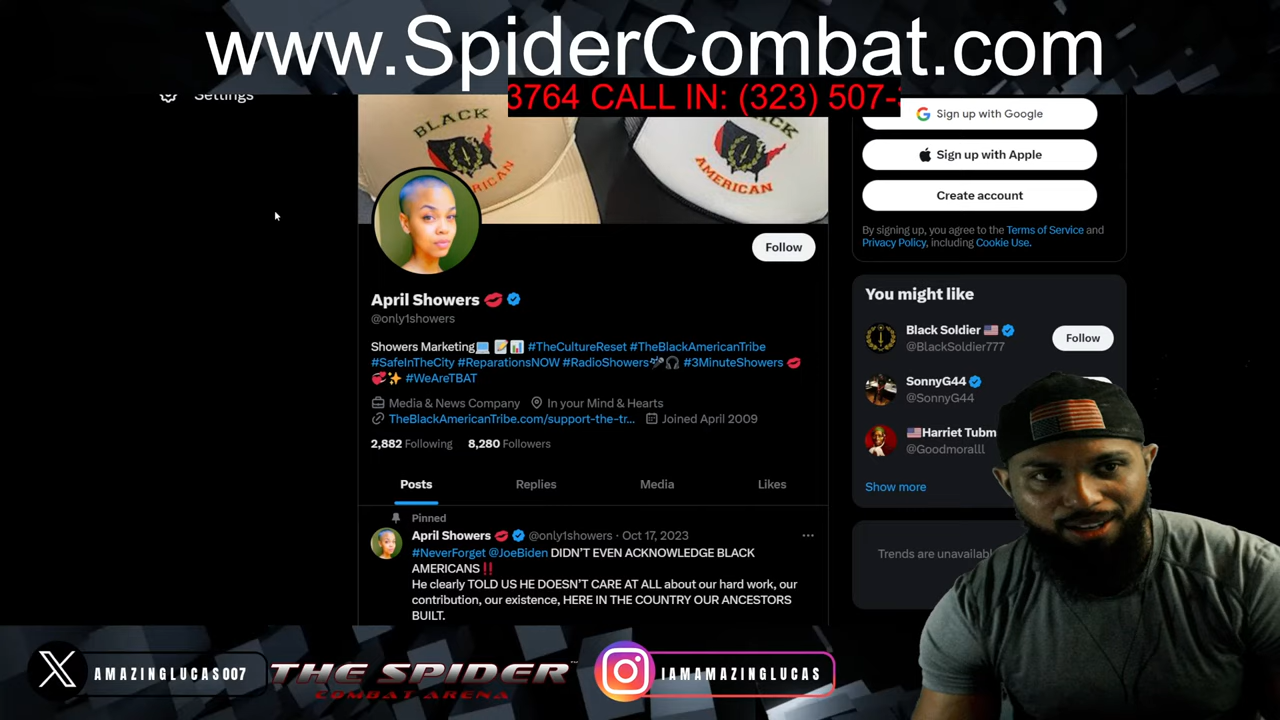 www.SpiderCombat.com
3764 CALL IN: (323) 507-
Settings
BLACK
AMERICAN
Sign up with Google
Sign up with Apple
Create account
By signing up, you agree to the Terms of Service and
Privacy Policy, including Cookie Use.
Follow
April Showers
@only1showers
Showers Marketing #TheCultureReset #TheBlackAmericanTribe
#SafeInTheCity #ReparationsNOW #RadioShowers #3MinuteShowers
#WeAreTBAT
Media & News Company In your Mind & Hearts
TheBlackAmericanTribe.com/support-the-tr... Joined April 2009
2,882 Following 8,280 Followers
Posts Replies Media Likes
Pinned
April Showers @only1showers · Oct 17, 2023 ...
#NeverForget @JoeBiden DIDN'T EVEN ACKNOWLEDGE BLACK
AMERICANS‼️
He clearly TOLD US HE DOESN'T CARE AT ALL about our hard work, our
contribution, our existence, HERE IN THE COUNTRY OUR ANCESTORS
BUILT.
You might like
Black Soldier
@BlackSoldier777
Follow
SonnyG44
@SonnyG44
Harriet Tubm
@Goodmoralll
Show more
Trends are unavailabl
X AMAZINGLUCAS007
THE SPIDER™
COMBAT ARENA
IAMAMAZINGLUCAS